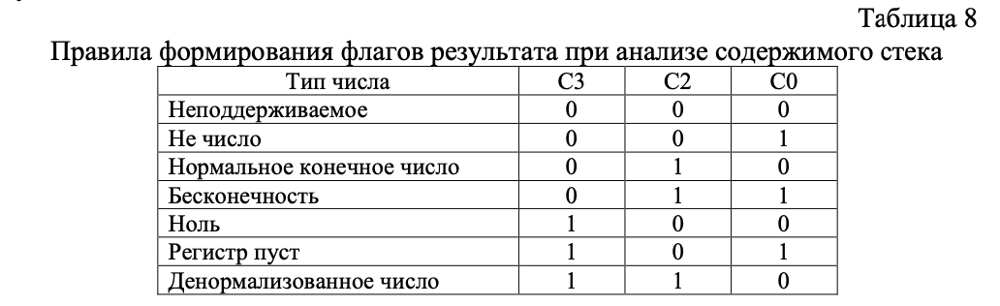 Таблица 8
Правила формирования флагов результата при анализе содержимого стека
Тип числа C3 C2 C0
Неподдерживаемое 0 0 0
Не число 0 0 1
Нормальное конечное число 0 1 0
Бесконечность 0 1 1
Ноль 1 0 0
Регистр пуст 1 0 1
Денормализованное число 1 1 0